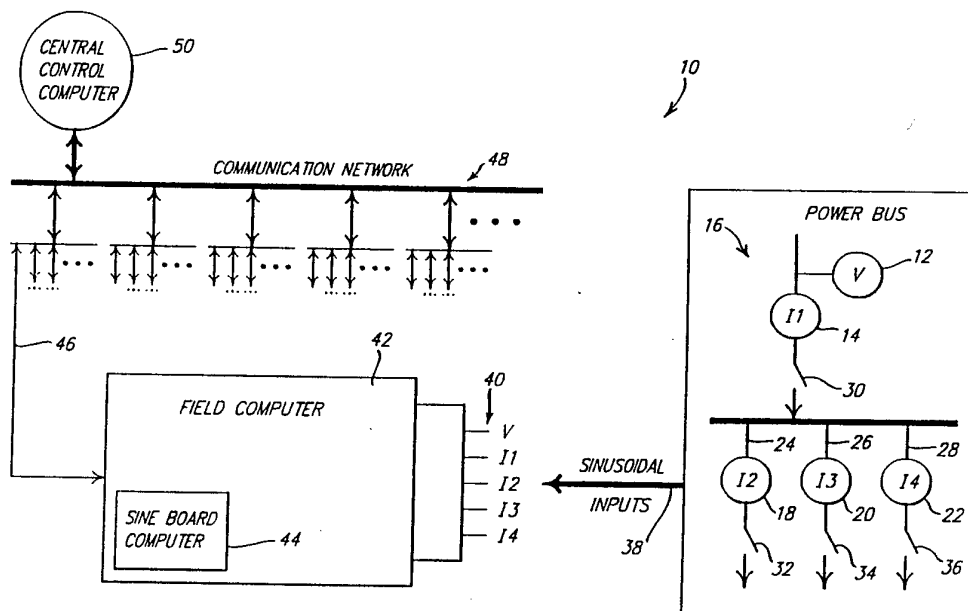 CENTRAL
CONTROL
COMPUTER
50
10
COMMUNICATION NETWORK
48
POWER BUS
16
12
V
I1
14
46
42
40
30
FIELD COMPUTER
V
I1
I2
I3
I4
SINUSOIDAL
INPUTS
38
24
26
28
I2
I3
I4
18
20
22
SINE BOARD
COMPUTER
44
32
34
36